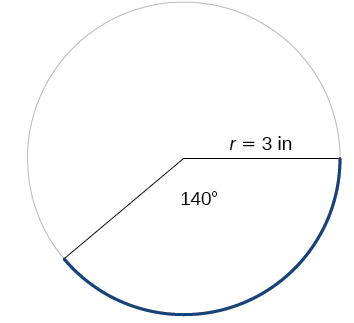 r = 3 in
140°